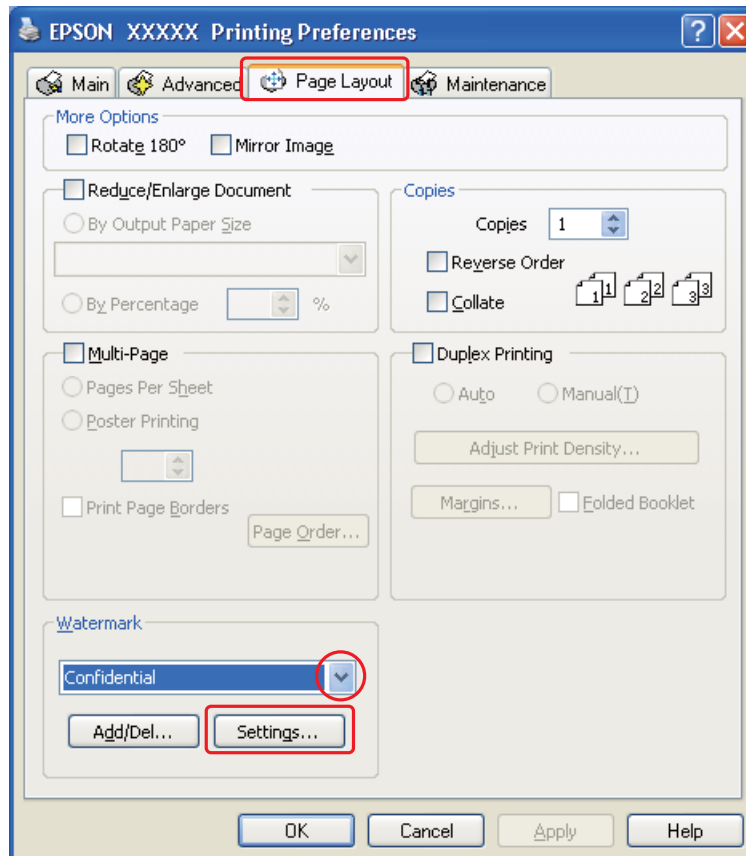 EPSON XXXXX Printing Preferences
Main Advanced Page Layout Maintenance
More Options
Rotate 180° Mirror Image
Reduce/Enlarge Document
By Output Paper Size
By Percentage %
Copies
Copies 1
Reverse Order
Collate
1 1 2 2 3 3
Multi-Page
Pages Per Sheet
Poster Printing
Print Page Borders
Page Order...
Duplex Printing
Auto Manual(T)
Adjust Print Density...
Margins... Folded Booklet
Watermark
Confidential
Add/Del... Settings...
OK Cancel Apply Help